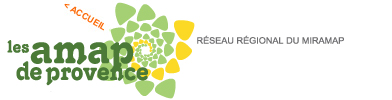 < ACCUEIL
les amap
de provence
RÉSEAU RÉGIONAL DU MIRAMAP